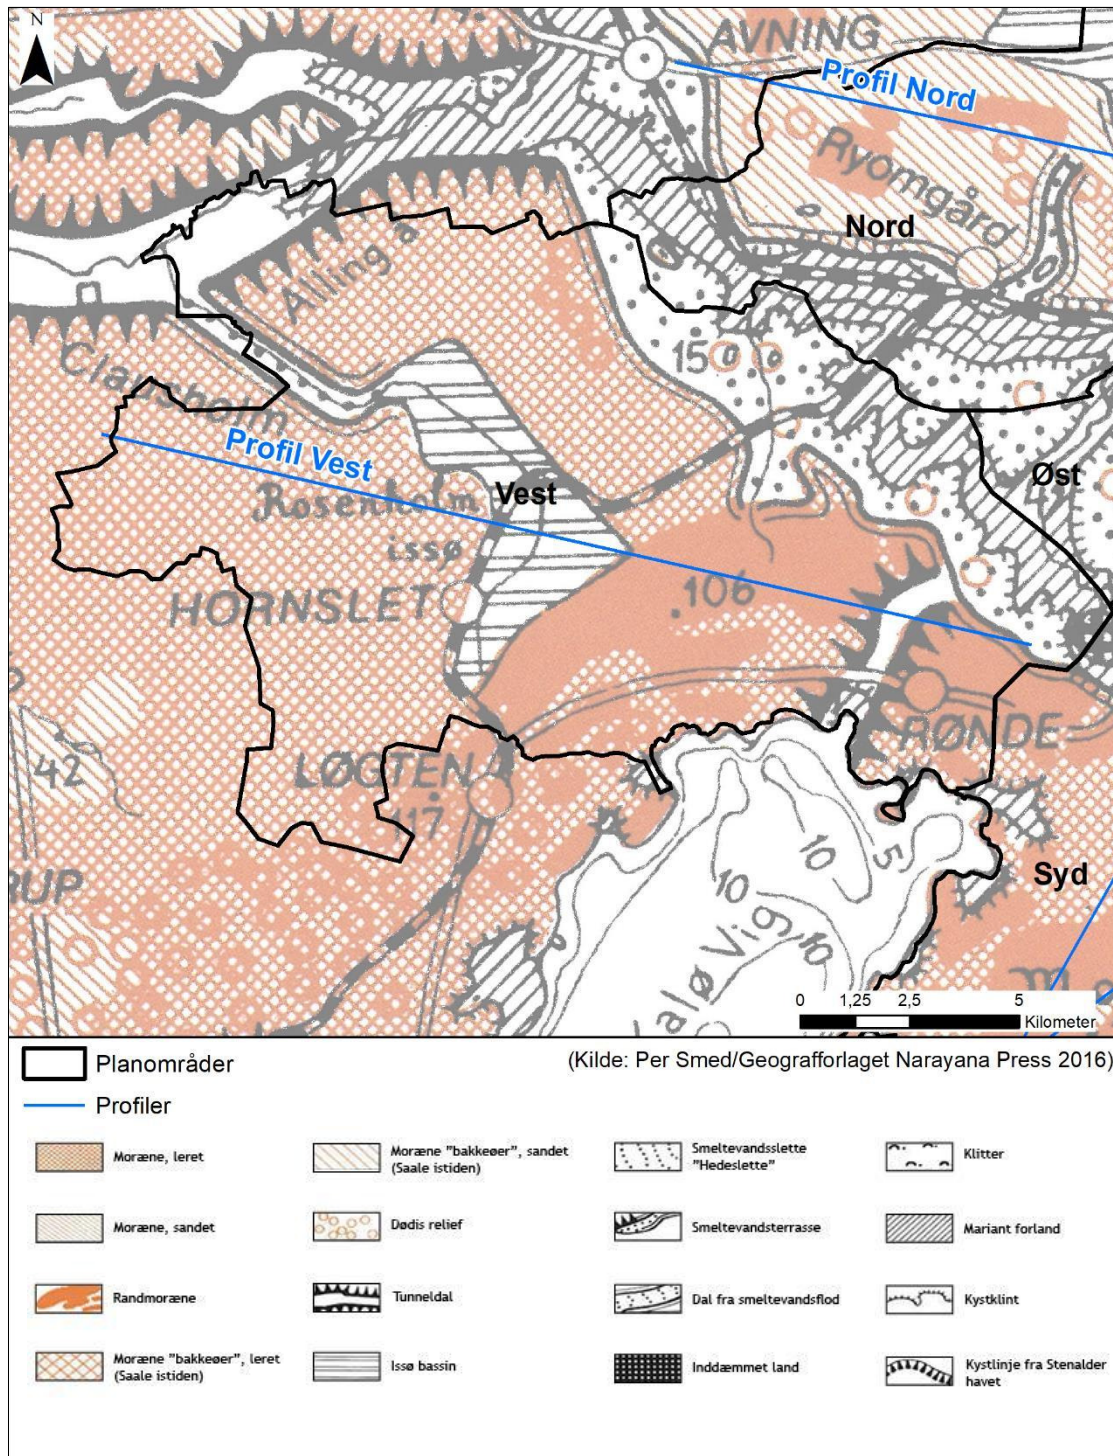 N
AVNING
Profil Nord
Ryomgård
Nord
Alling å
15
Clausholm
Profil Vest
Vest
Øst
Rosenholm
issø
106
HORNSLET
RØNDE
LØGTEN
42
117
5
10
10
10
Syd
RUP
Kalø Vig
0 1,25 2,5 5
Kilometer
Planområder
(Kilde: Per Smed/Geografforlaget Narayana Press 2016)
Profiler
Moræne, leret
Moræne "bakkeøer", sandet
(Saale istiden)
Smeltevandsslette
"Hedeslette"
Klitter
Moræne, sandet
Dødis relief
Smeltevandsterrasse
Mariant forland
Randmoræne
Tunneldal
Dal fra smeltevandsflod
Kystklint
Moræne "bakkeøer", leret
(Saale istiden)
Issø bassin
Inddæmmet land
Kystlinje fra Stenalder
havet